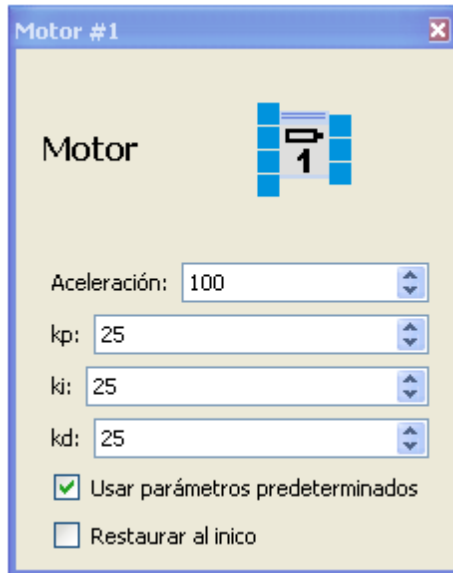 Motor #1
Motor
1
Aceleración: 100
kp: 25
ki: 25
kd: 25
Usar parámetros predeterminados
Restaurar al inico